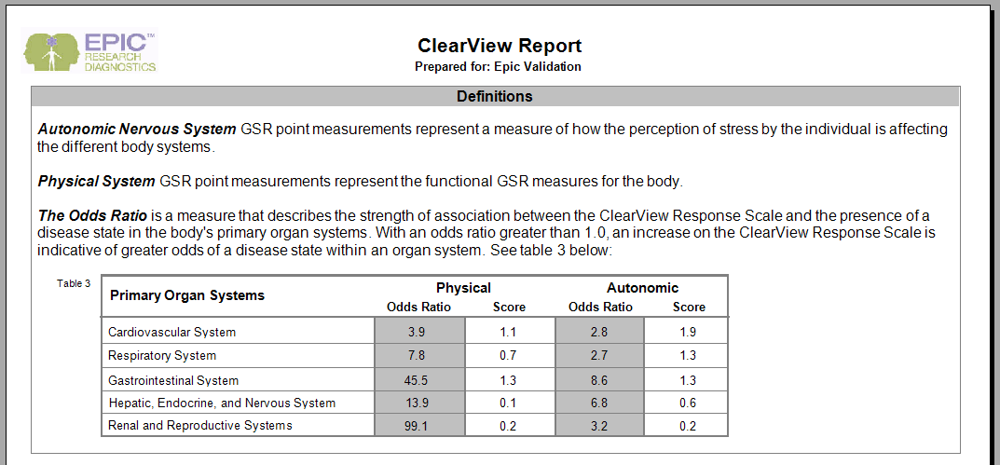 EPIC™
RESEARCH
DIAGNOSTICS
ClearView Report
Prepared for: Epic Validation
Definitions
Autonomic Nervous System GSR point measurements represent a measure of how the perception of stress by the individual is affecting
the different body systems.
Physical System GSR point measurements represent the functional GSR measures for the body.
The Odds Ratio is a measure that describes the strength of association between the ClearView Response Scale and the presence of a
disease state in the body's primary organ systems. With an odds ratio greater than 1.0, an increase on the ClearView Response Scale is
indicative of greater odds of a disease state within an organ system. See table 3 below:
Table 3
Primary Organ Systems Physical Autonomic
Odds Ratio Score Odds Ratio Score
Cardiovascular System 3.9 1.1 2.8 1.9
Respiratory System 7.8 0.7 2.7 1.3
Gastrointestinal System 45.5 1.3 8.6 1.3
Hepatic, Endocrine, and Nervous System 13.9 0.1 6.8 0.6
Renal and Reproductive Systems 99.1 0.2 3.2 0.2